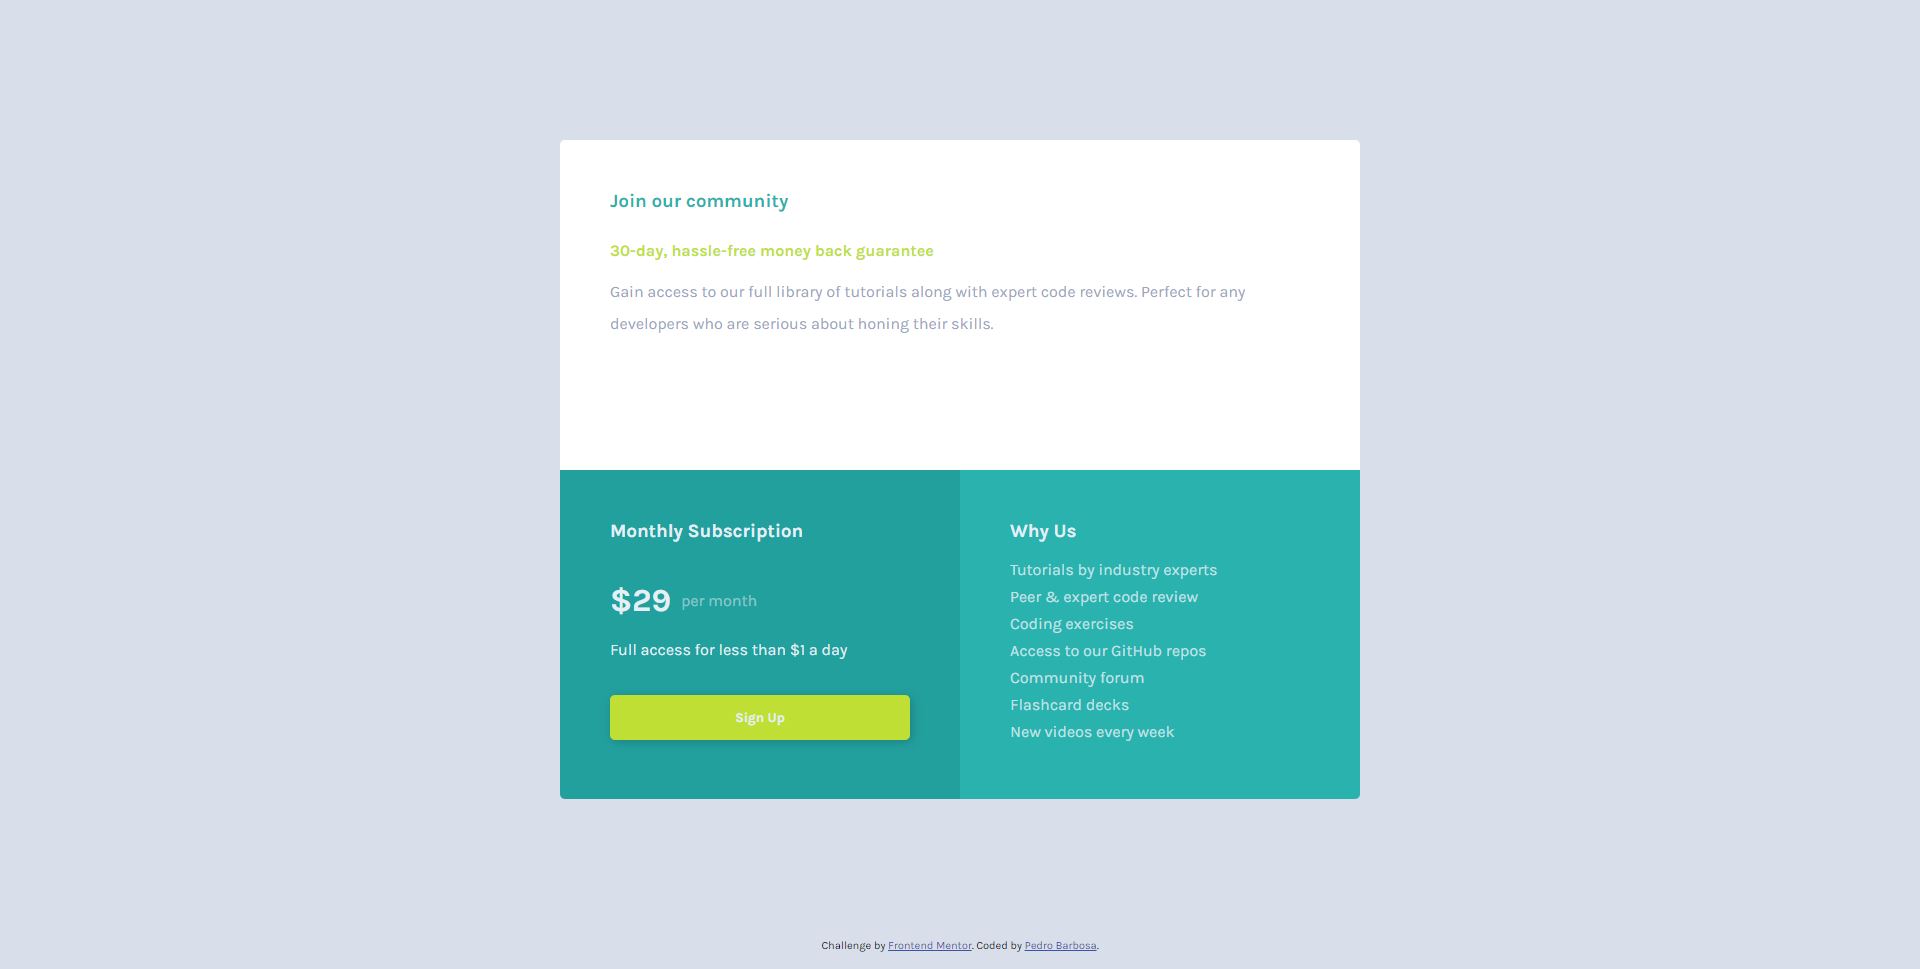 Join our community
30-day, hassle-free money back guarantee
Gain access to our full library of tutorials along with expert code reviews. Perfect for any
developers who are serious about honing their skills.
Monthly Subscription
$29 per month
Full access for less than $1 a day
Sign Up
Why Us
Tutorials by industry experts
Peer & expert code review
Coding exercises
Access to our GitHub repos
Community forum
Flashcard decks
New videos every week
Challenge by Frontend Mentor. Coded by Pedro Barbosa.